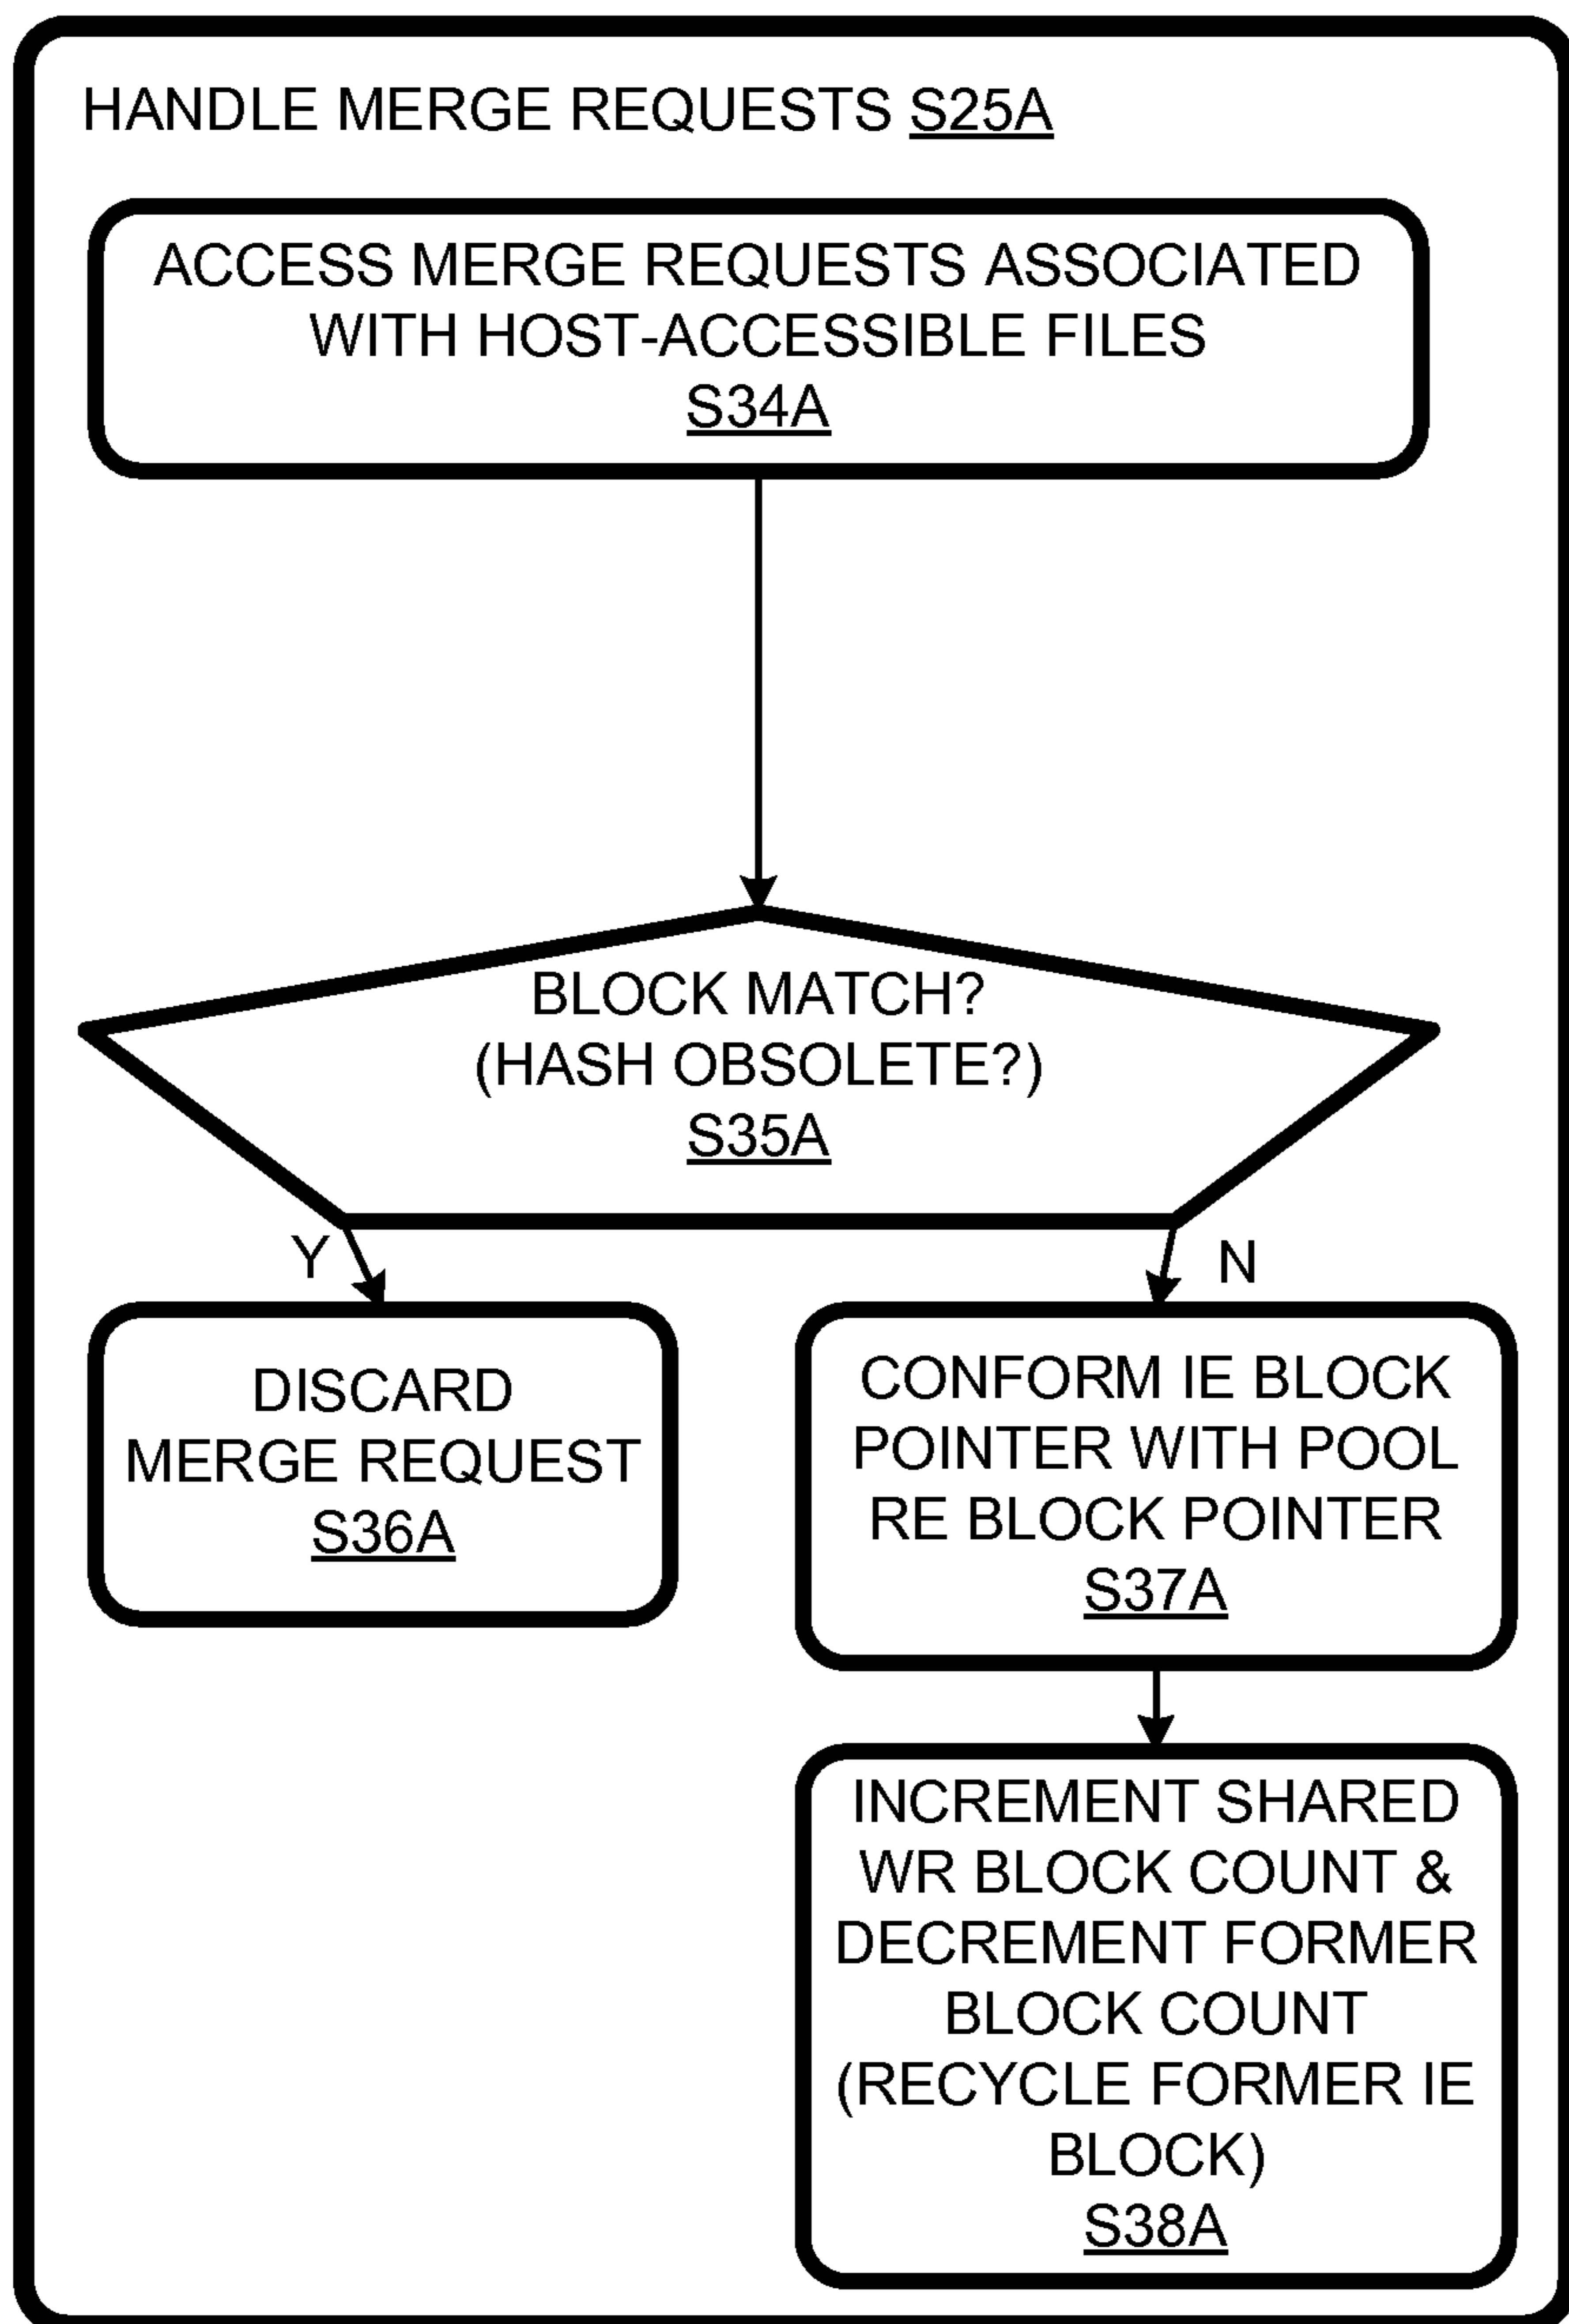 HANDLE MERGE REQUESTS S25A
ACCESS MERGE REQUESTS ASSOCIATED
WITH HOST-ACCESSIBLE FILES
S34A
BLOCK MATCH?
(HASH OBSOLETE?)
S35A
Y
N
DISCARD
MERGE REQUEST
S36A
CONFORM IE BLOCK
POINTER WITH POOL
RE BLOCK POINTER
S37A
INCREMENT SHARED
WR BLOCK COUNT &
DECREMENT FORMER
BLOCK COUNT
(RECYCLE FORMER IE
BLOCK)
S38A